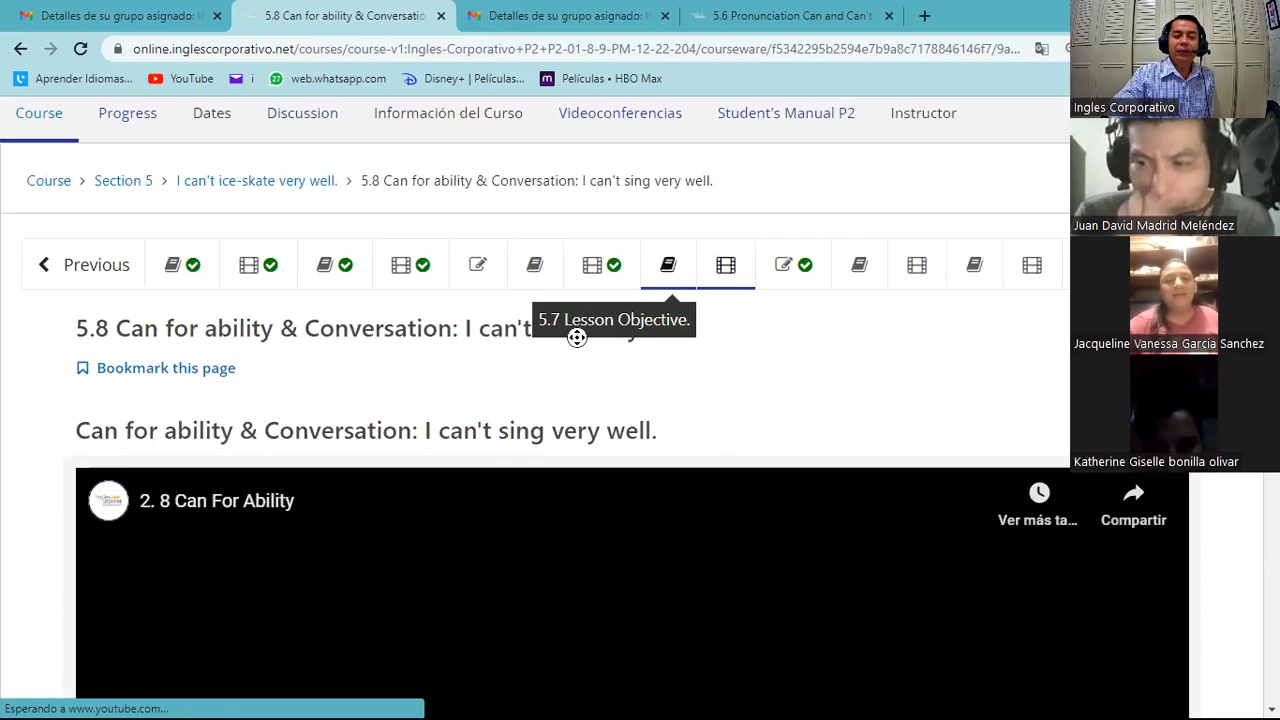 Detalles de su grupo asignado: I
5.8 Can for ability & Conversatio
Detalles de su grupo asignado: I
5.6 Pronunciation Can and Can't
online.inglescorporativo.net/courses/course-v1:Ingles-Corporativo+P2+P2-01-8-9-PM-12-22-204/courseware/f5342295b2594e7b9a8c7109846146f7/9a...
Aprender Idiomas...
YouTube
i
web.whatsapp.com
Disney+ | Películas...
Películas • HBO Max
Course
Progress
Dates
Discussion
Informacion del Curso
Videoconferencias
Student's Manual P2
Instructor
Course > Section 5 > I can't ice-skate very well. > 5.8 Can for ability & Conversation: I can't sing very well.
Previous
5.7 Lesson Objective.
5.8 Can for ability & Conversation: I can't
Bookmark this page
Can for ability & Conversation: I can't sing very well.
2. 8 Can For Ability
Ver más ta...
Compartir
Esperando a www.youtube.com...
Ingles Corporativo
Juan David Madrid Meléndez
Jacqueline Vanessa Garcia Sanchez
Katherine Giselle bonilla olivar